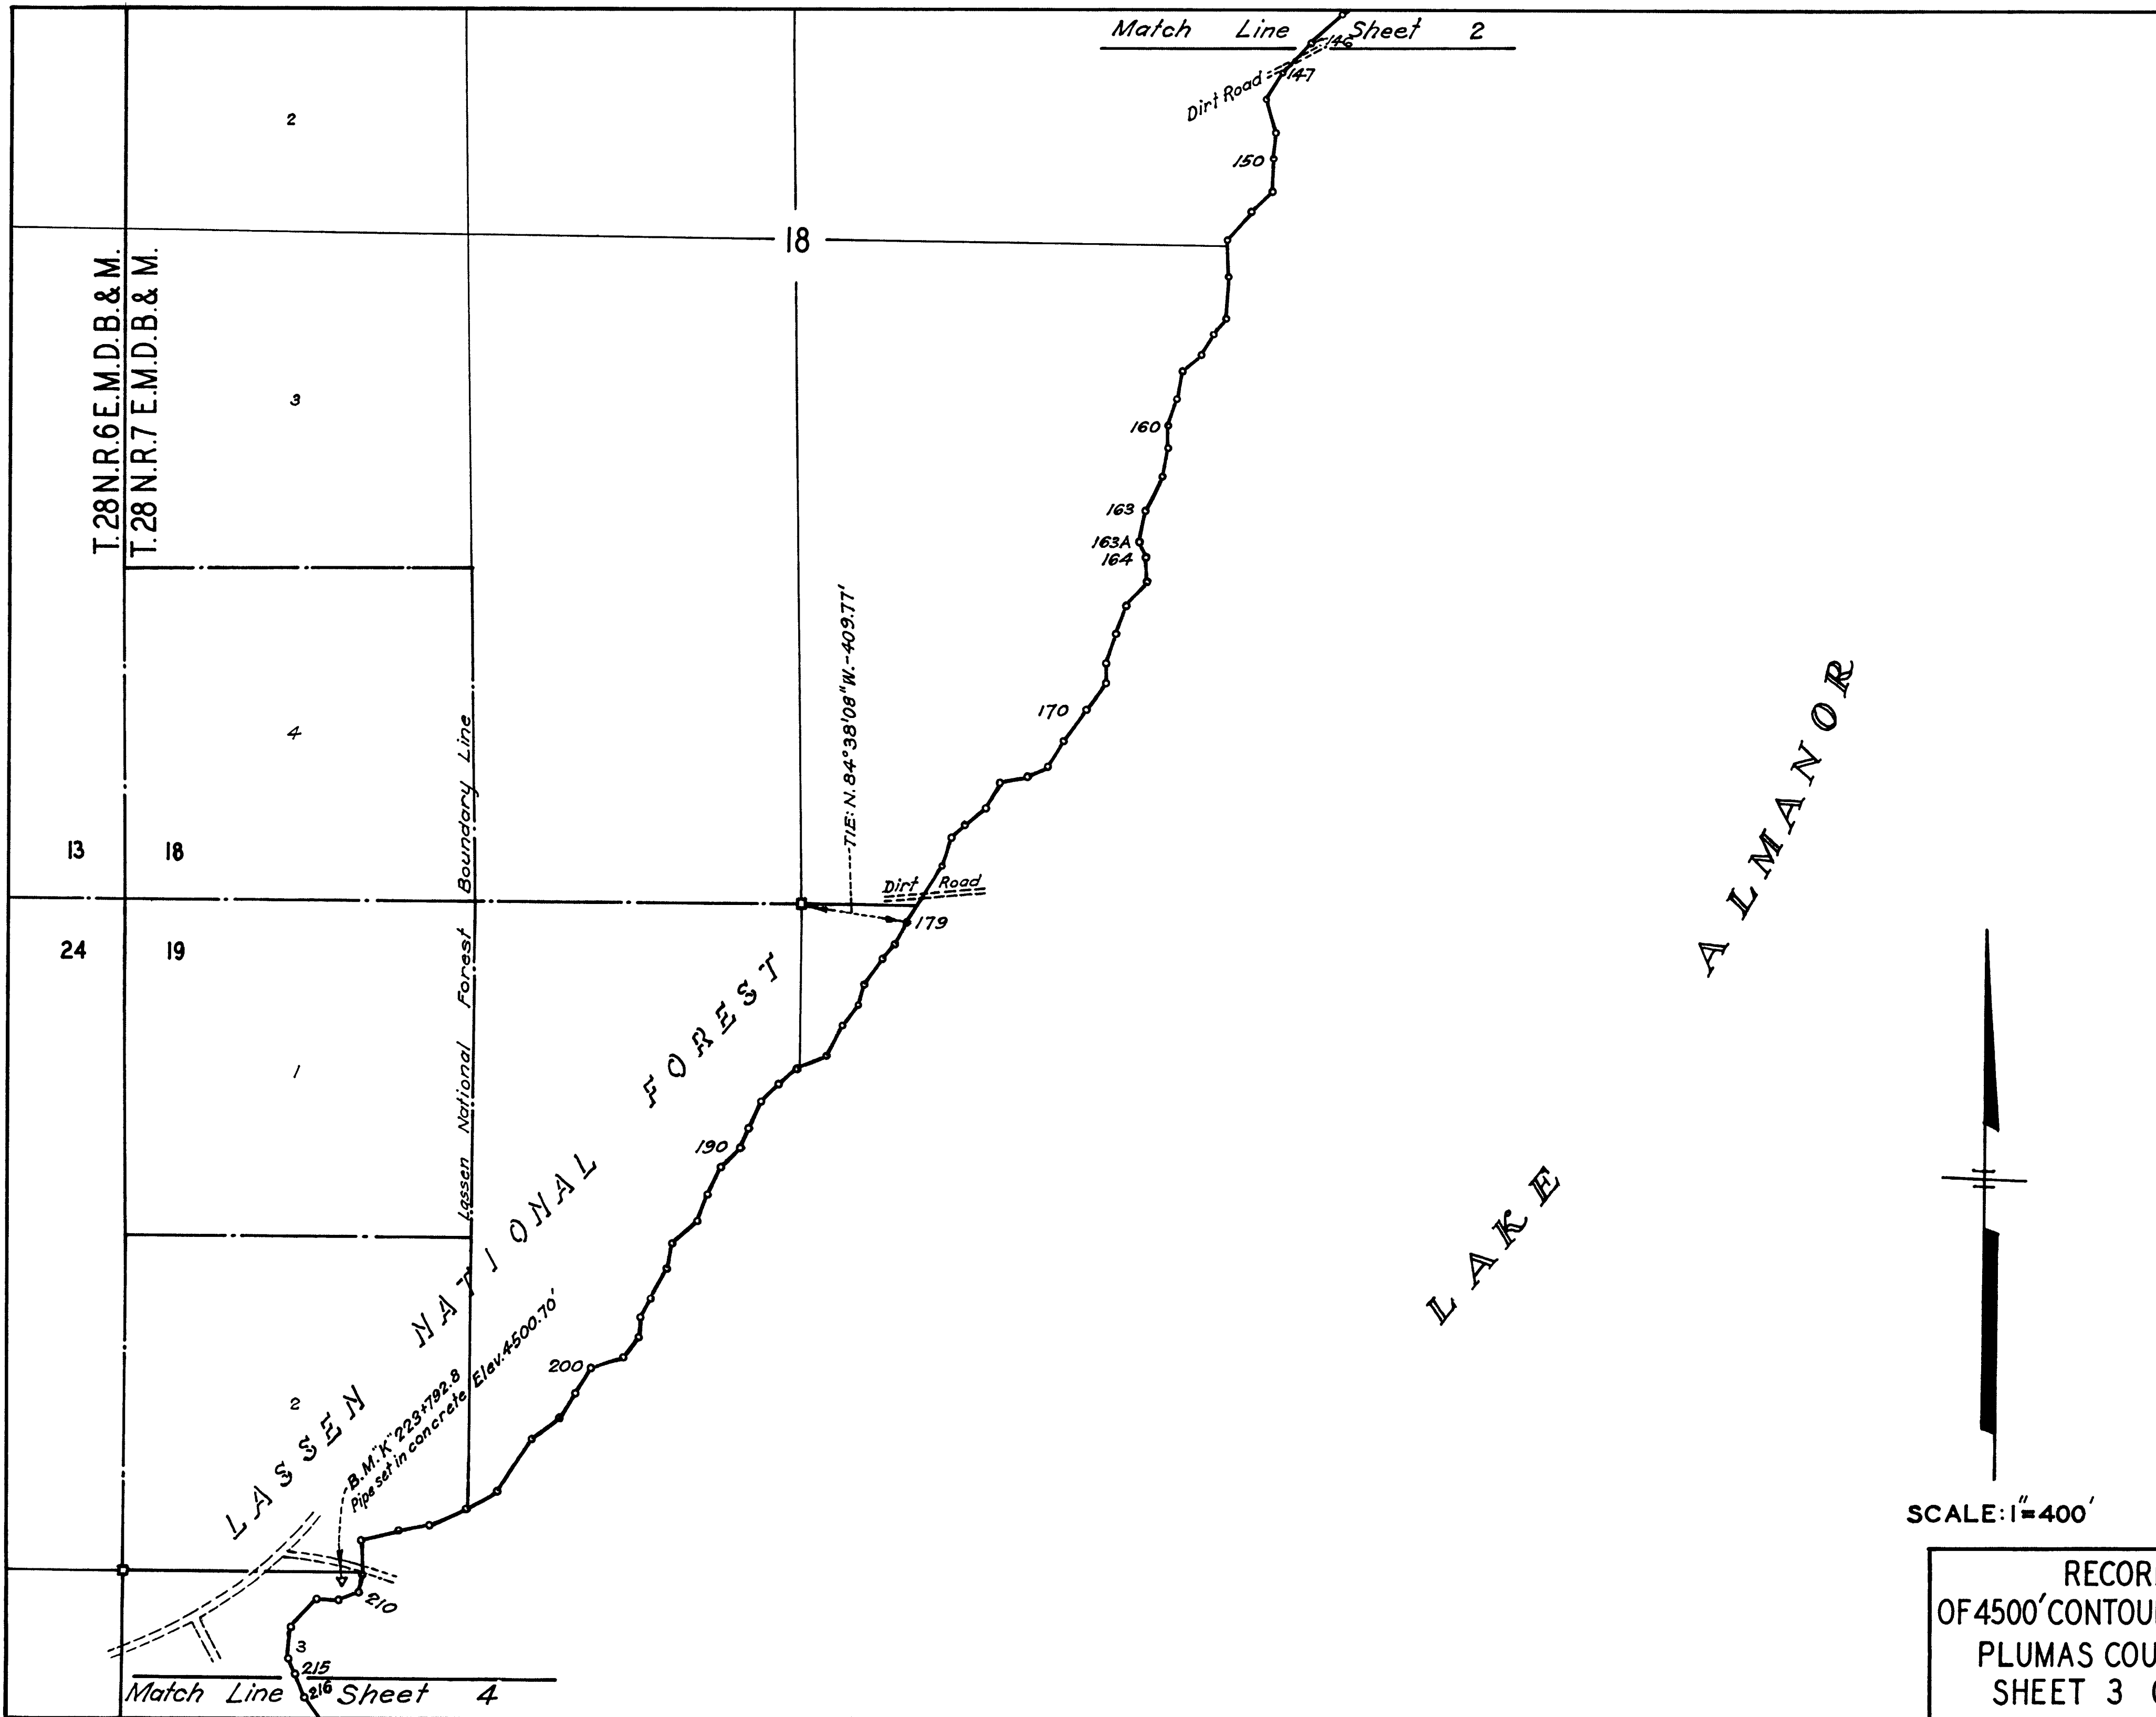 Match Line Sheet 2
146
147
Dirt Road
2
150
18
T.28N.R.6E.M.D.B.& M.
T.28N.R.7E.M.D.B.& M.
3
160
163
163A
164
TIE: N.84°38'08"W.-409.77'
170
4
Lassen National Forest Boundary Line
13
18
Dirt Road
179
24
19
LAKE ALMANOR
LASSEN NATIONAL FOREST
1
190
200
2
B.M."K" 223+792.8
Pipe set in concrete Elev. 4500.70'
210
3
215
216
Match Line Sheet 4
SCALE: 1"=400'
RECOR
OF 4500' CONTOU
PLUMAS COU
SHEET 3